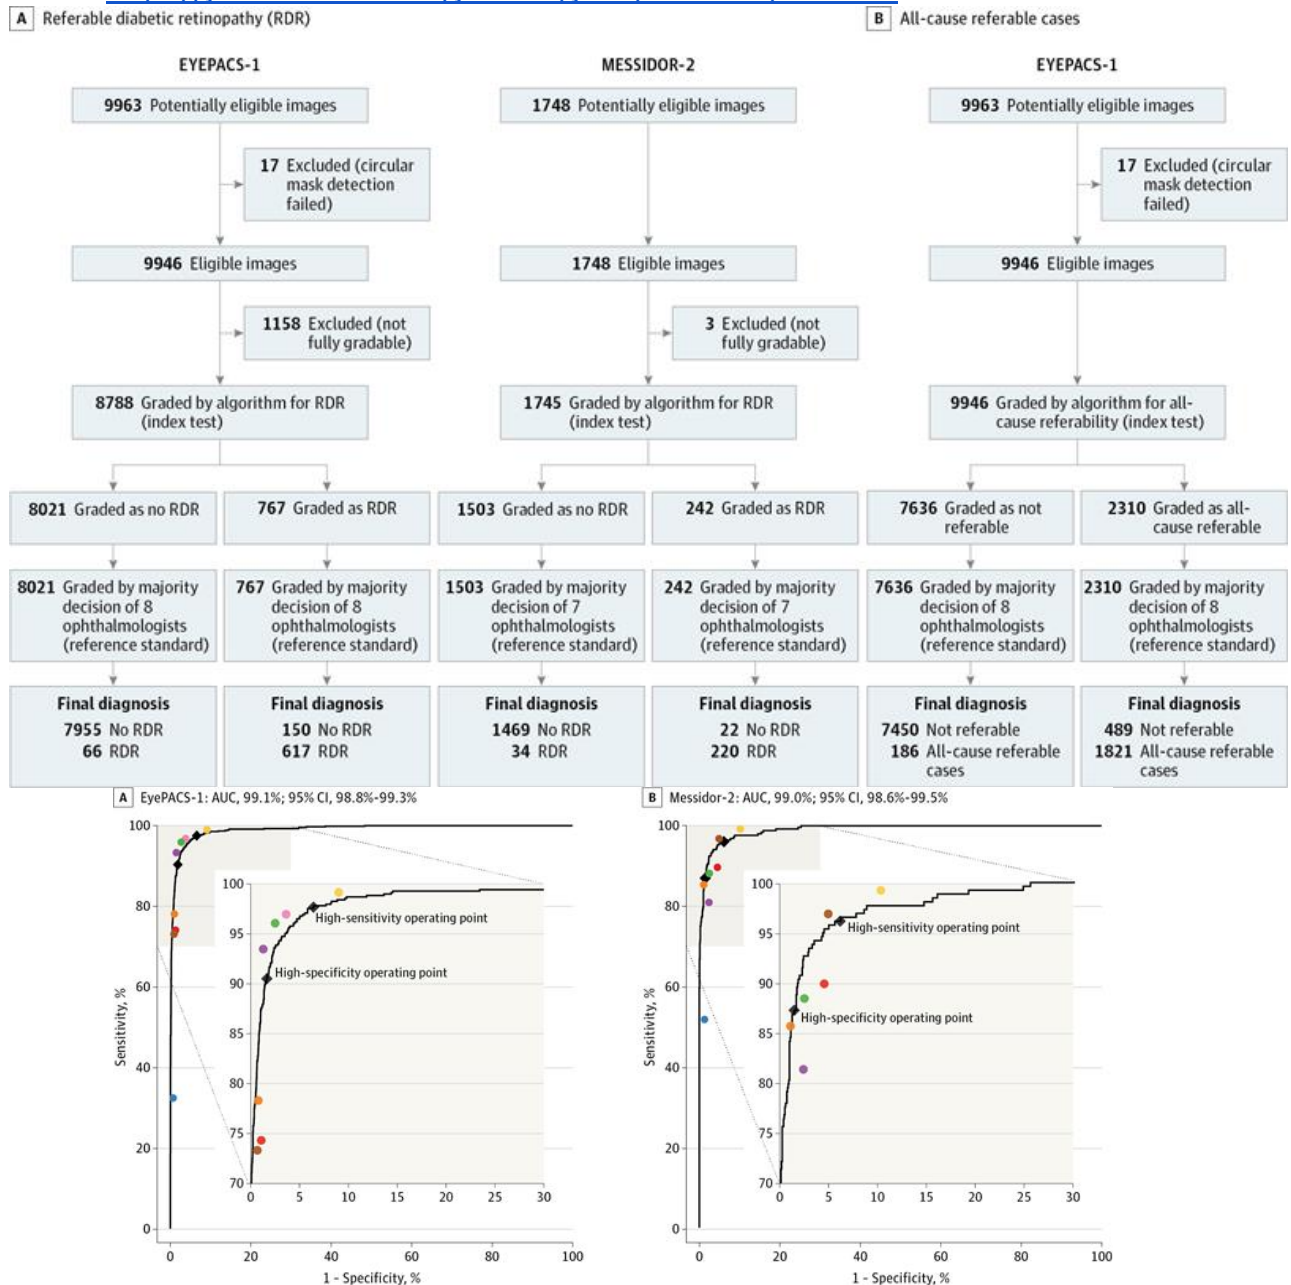 A Referable diabetic retinopathy (RDR)
B All-cause referable cases
EYEPACS-1
9963 Potentially eligible images
17 Excluded (circular
mask detection
failed)
9946 Eligible images
1158 Excluded (not
fully gradable)
8788 Graded by algorithm for RDR
(index test)
8021 Graded as no RDR
767 Graded as RDR
8021 Graded by majority
decision of 8
ophthalmologists
(reference standard)
767 Graded by majority
decision of 8
ophthalmologists
(reference standard)
Final diagnosis
7955 No RDR
66 RDR
Final diagnosis
150 No RDR
617 RDR
MESSIDOR-2
1748 Potentially eligible images
1748 Eligible images
3 Excluded (not
fully gradable)
1745 Graded by algorithm for RDR
(index test)
1503 Graded as no RDR
242 Graded as RDR
1503 Graded by majority
decision of 7
ophthalmologists
(reference standard)
242 Graded by majority
decision of 7
ophthalmologists
(reference standard)
Final diagnosis
1469 No RDR
34 RDR
Final diagnosis
22 No RDR
220 RDR
EYEPACS-1
9963 Potentially eligible images
17 Excluded (circular
mask detection
failed)
9946 Eligible images
9946 Graded by algorithm for all-
cause referability (index test)
7636 Graded as not
referable
2310 Graded as all-
cause referable
7636 Graded by majority
decision of 8
ophthalmologists
(reference standard)
2310 Graded by majority
decision of 8
ophthalmologists
(reference standard)
Final diagnosis
7450 Not referable
186 All-cause referable
cases
Final diagnosis
489 Not referable
1821 All-cause referable
cases
A EyePACS-1: AUC, 99.1%; 95% CI, 98.8%-99.3%
Sensitivity, %
100
80
60
40
20
0
100
95
90
85
80
75
70
High-sensitivity operating point
High-specificity operating point
0 5 10 15 20 25 30
0 20 40 60 80 100
1 - Specificity, %
B Messidor-2: AUC, 99.0%; 95% CI, 98.6%-99.5%
Sensitivity, %
100
80
60
40
20
0
100
95
90
85
80
75
70
High-sensitivity operating point
High-specificity operating point
0 5 10 15 20 25 30
0 20 40 60 80 100
1 - Specificity, %